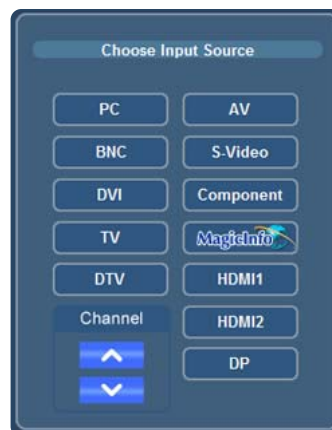 Choose Input Source
PC
AV
BNC
S-Video
DVI
Component
TV
MagicInfo
DTV
HDMI1
Channel
HDMI2
DP